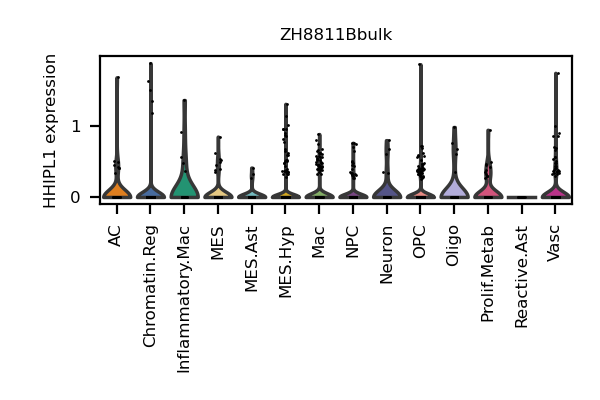 ZH8811Bbulk
HHIPL1 expression
1
0
AC
Chromatin.Reg
Inflammatory.Mac
MES
MES.Ast
MES.Hyp
Mac
NPC
Neuron
OPC
Oligo
Prolif.Metab
Reactive.Ast
Vasc